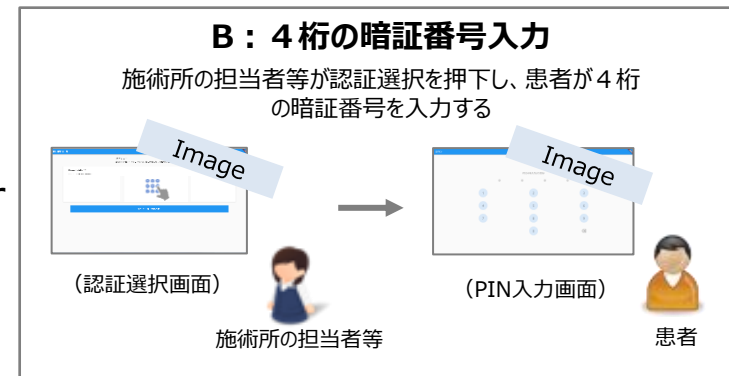 B：４桁の暗証番号入力
施術所の担当者等が認証選択を押下し、患者が４桁
の暗証番号を入力する
Image
Image
（認証選択画面）
（PIN入力画面）
施術所の担当者等
患者